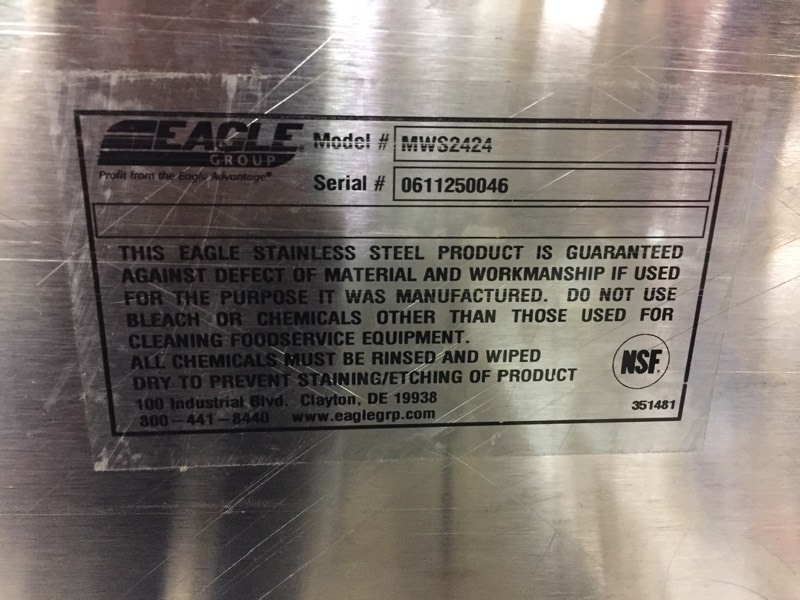 EAGLE
GROUP
Profit from the Eagle Advantage®
Model # MWS2424
Serial # 0611250046
THIS EAGLE STAINLESS STEEL PRODUCT IS GUARANTEED
AGAINST DEFECT OF MATERIAL AND WORKMANSHIP IF USED
FOR THE PURPOSE IT WAS MANUFACTURED. DO NOT USE
BLEACH OR CHEMICALS OTHER THAN THOSE USED FOR
CLEANING FOODSERVICE EQUIPMENT.
ALL CHEMICALS MUST BE RINSED AND WIPED
DRY TO PREVENT STAINING/ETCHING OF PRODUCT
100 Industrial Blvd. Clayton, DE 19938
800-441-8440 www.eaglegrp.com
NSF.
351481